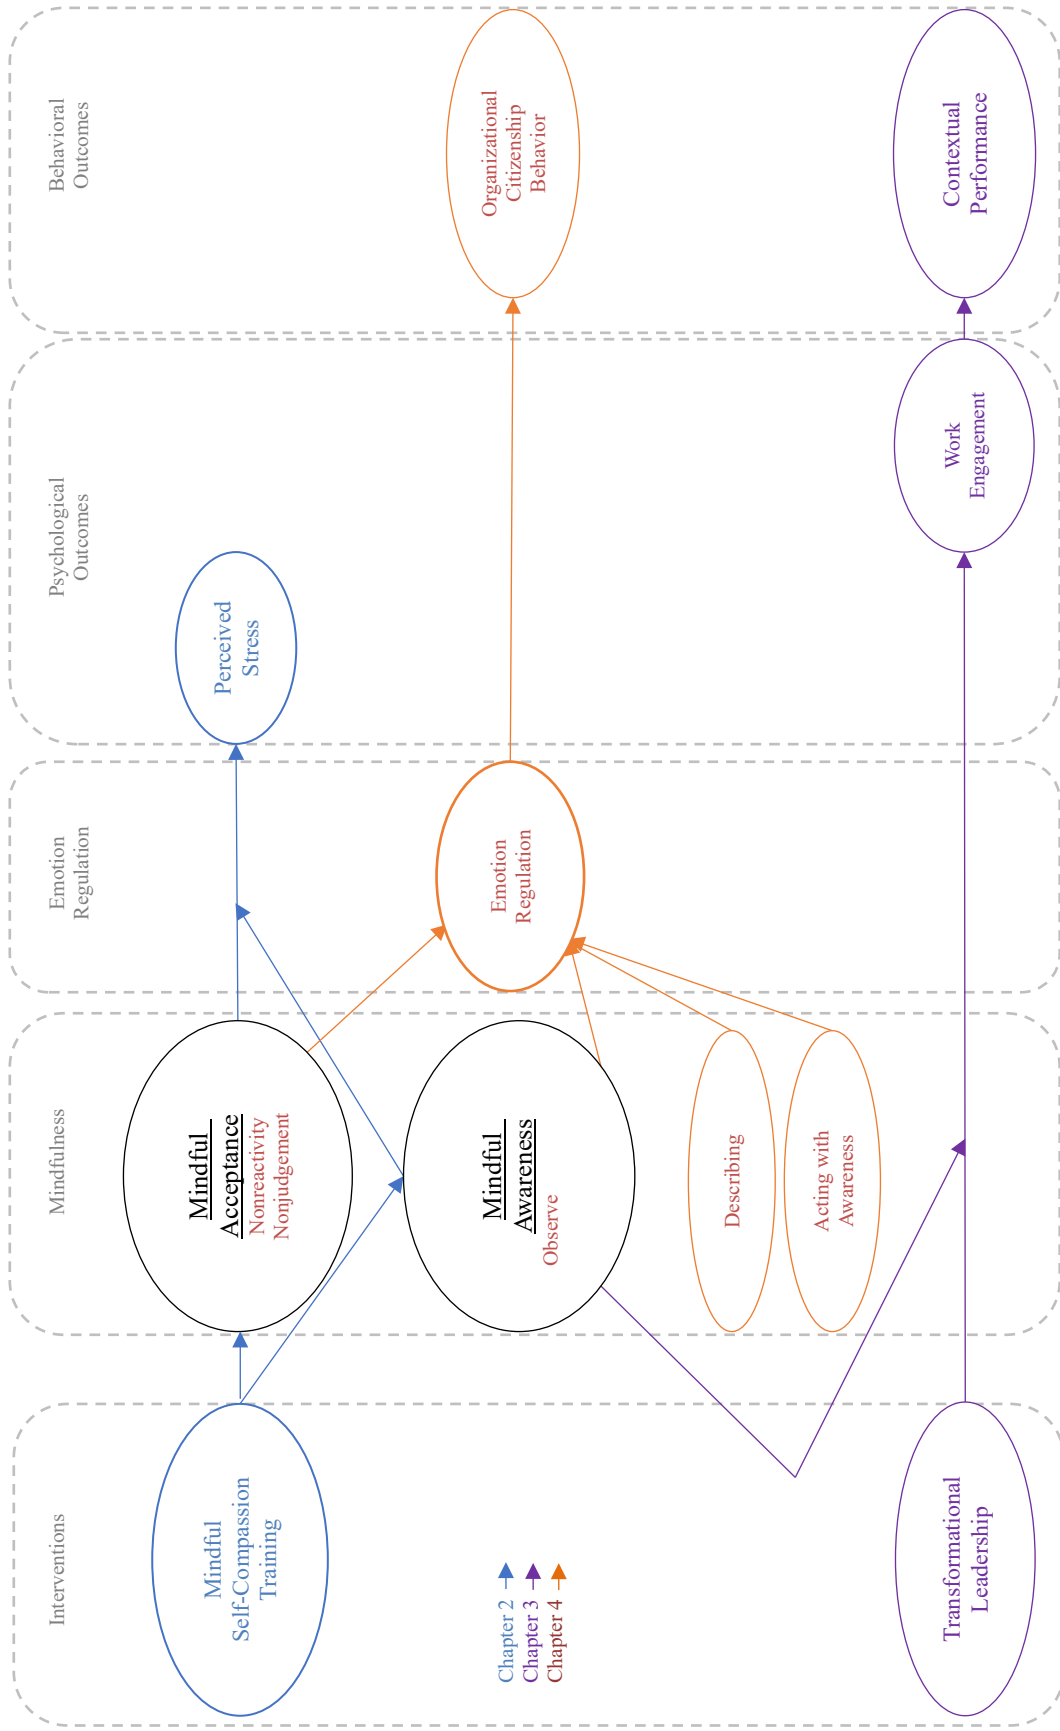 Interventions
Mindfulness
Emotion
Regulation
Psychological
Outcomes
Behavioral
Outcomes
Mindful
Self-Compassion
Training
Mindful
Acceptance
Nonreactivity
Nonjudgement
Perceived
Stress
Chapter 2
Chapter 3
Chapter 4
Mindful
Awareness
Observe
Emotion
Regulation
Organizational
Citizenship
Behavior
Describing
Acting with
Awareness
Transformational
Leadership
Work
Engagement
Contextual
Performance